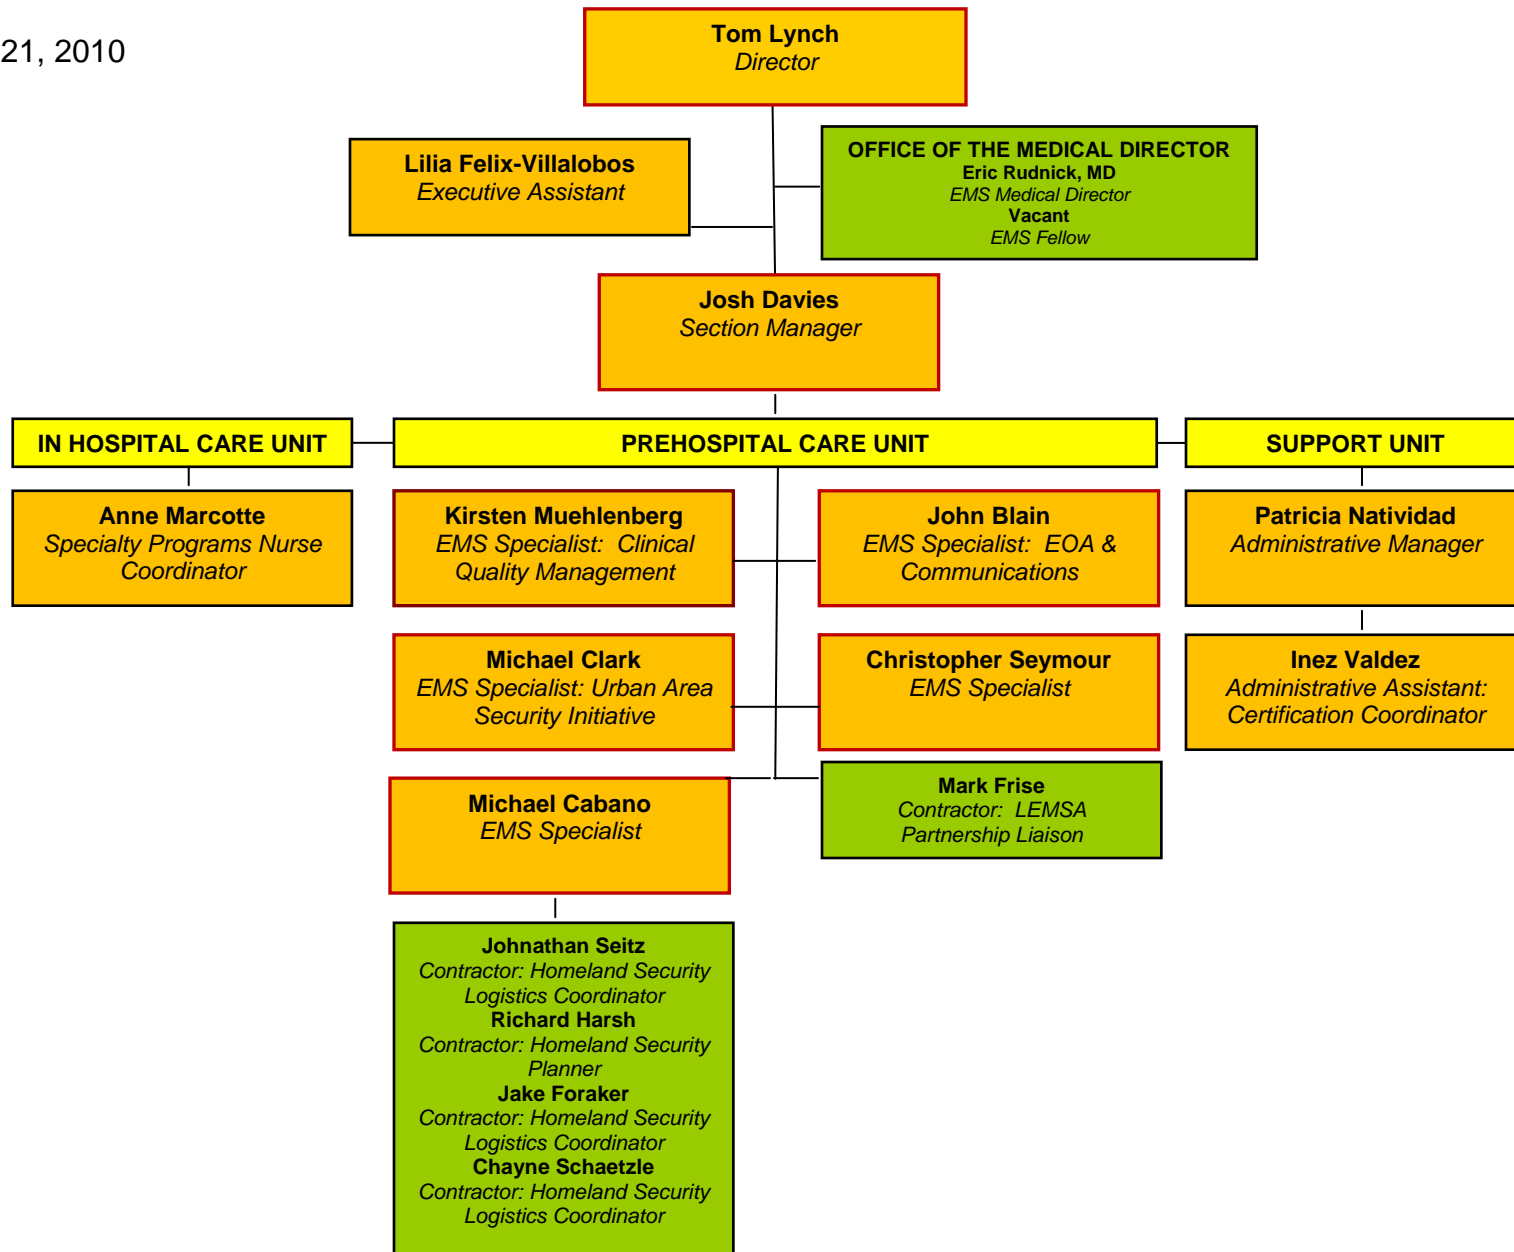 21, 2010
Tom Lynch
Director
Lilia Felix-Villalobos
Executive Assistant
OFFICE OF THE MEDICAL DIRECTOR
Eric Rudnick, MD
EMS Medical Director
Vacant
EMS Fellow
Josh Davies
Section Manager
IN HOSPITAL CARE UNIT
PREHOSPITAL CARE UNIT
SUPPORT UNIT
Anne Marcotte
Specialty Programs Nurse
Coordinator
Kirsten Muehlenberg
EMS Specialist:  Clinical
Quality Management
John Blain
EMS Specialist:  EOA &
Communications
Patricia Natividad
Administrative Manager
Michael Clark
EMS Specialist: Urban Area
Security Initiative
Christopher Seymour
EMS Specialist
Inez Valdez
Administrative Assistant:
Certification Coordinator
Michael Cabano
EMS Specialist
Mark Frise
Contractor:  LEMSA
Partnership Liaison
Johnathan Seitz
Contractor: Homeland Security
Logistics Coordinator
Richard Harsh
Contractor: Homeland Security
Planner
Jake Foraker
Contractor: Homeland Security
Logistics Coordinator
Chayne Schaetzle
Contractor: Homeland Security
Logistics Coordinator